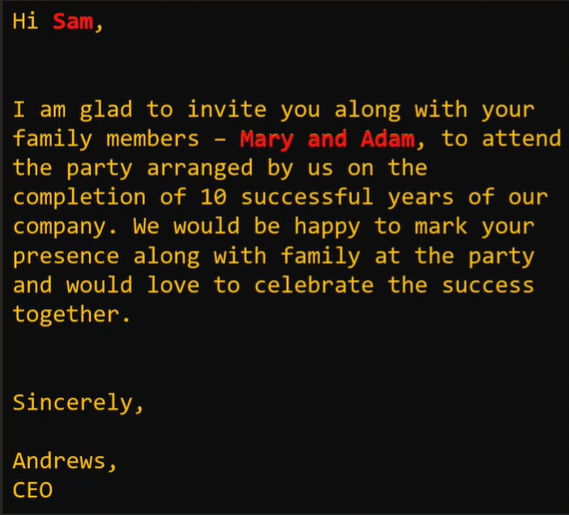 Hi Sam,
I am glad to invite you along with your
family members – Mary and Adam, to attend
the party arranged by us on the
completion of 10 successful years of our
company. We would be happy to mark your
presence along with family at the party
and would love to celebrate the success
together.
Sincerely,
Andrews,
CEO